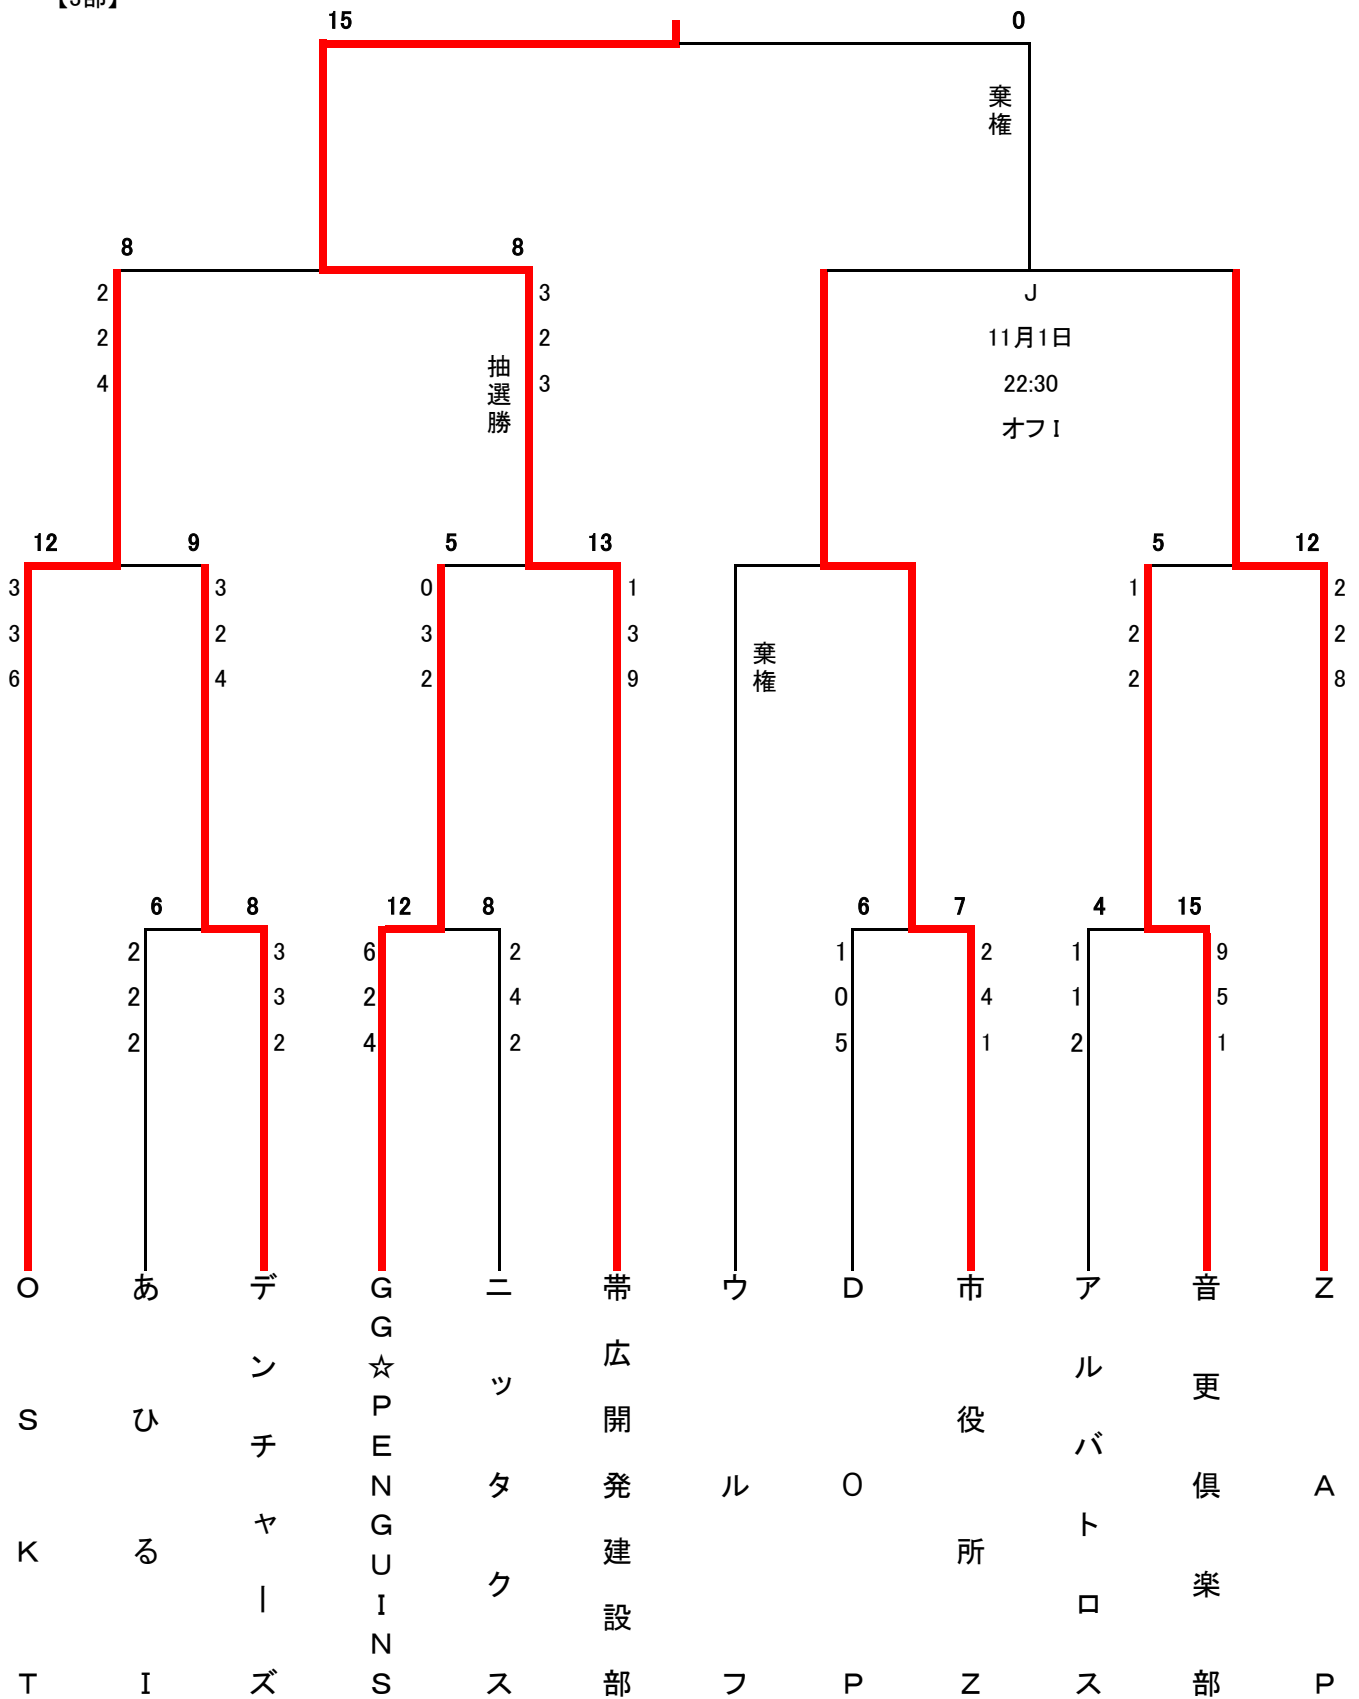 15 0
棄権
8 8
2 3
2 2
4 3
抽選勝
J
11月1日
22:30
オフⅠ
12 9 5 13 5 12
3 3 0 1 1 2
3 2 3 3 2 2
6 4 2 9 2 8
棄権
6 8 12 8 6 7 4 15
2 3 6 2 1 2 1 9
2 3 2 4 0 4 1 5
2 2 4 2 5 1 2 1
OSKT
あひるI
デンチャーズ
GG☆PENGUINS
ニックタクス
帯広開発建設部
ウルフ
DOP
市役所Z
アルバトロス
音更倶楽部
ZAP